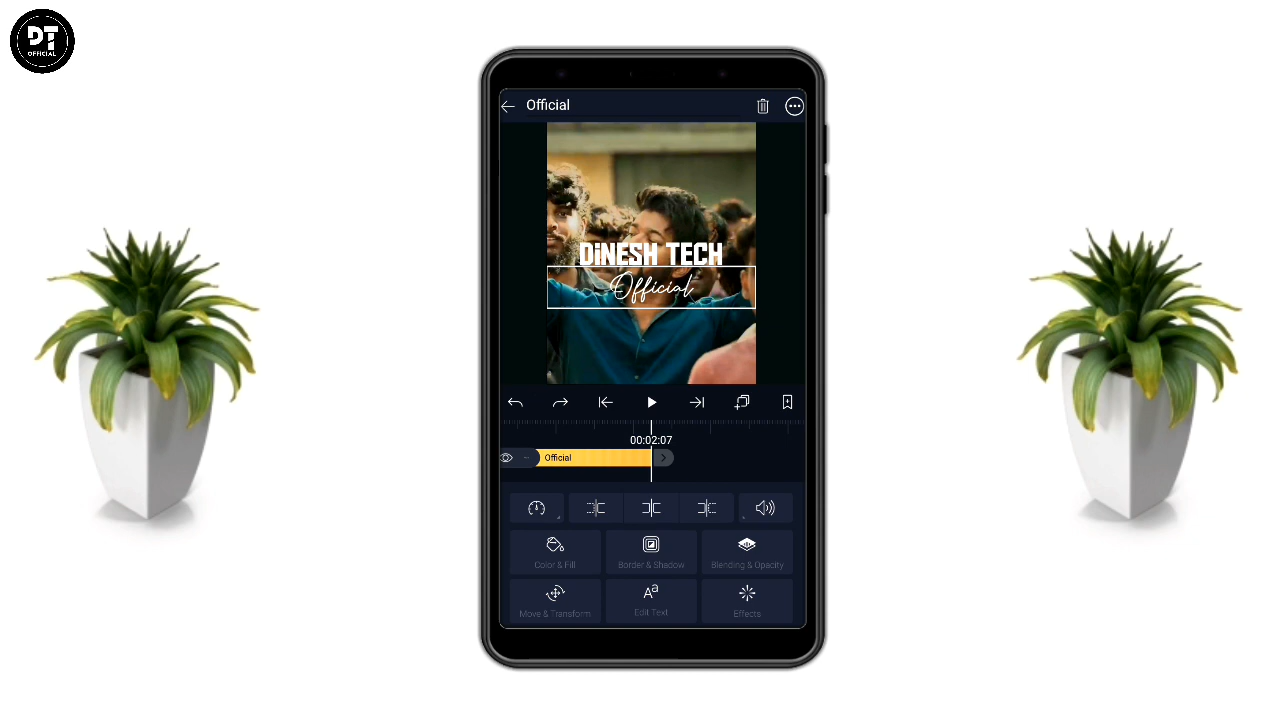 DT
OFFICIAL
Official
DiNESH TECH
Official
00:02:07
Official
Color & Fill
Border & Shadow
Blending & Opacity
Move & Transform
Aa
Edit Text
Effects